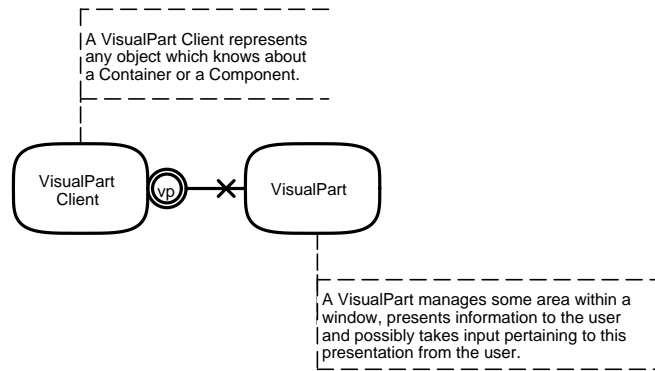 A VisualPart Client represents
any object which knows about
a Container or a Component.
VisualPart
Client
vp
VisualPart
A VisualPart manages some area within a
window, presents information to the user
and possibly takes input pertaining to this
presentation from the user.